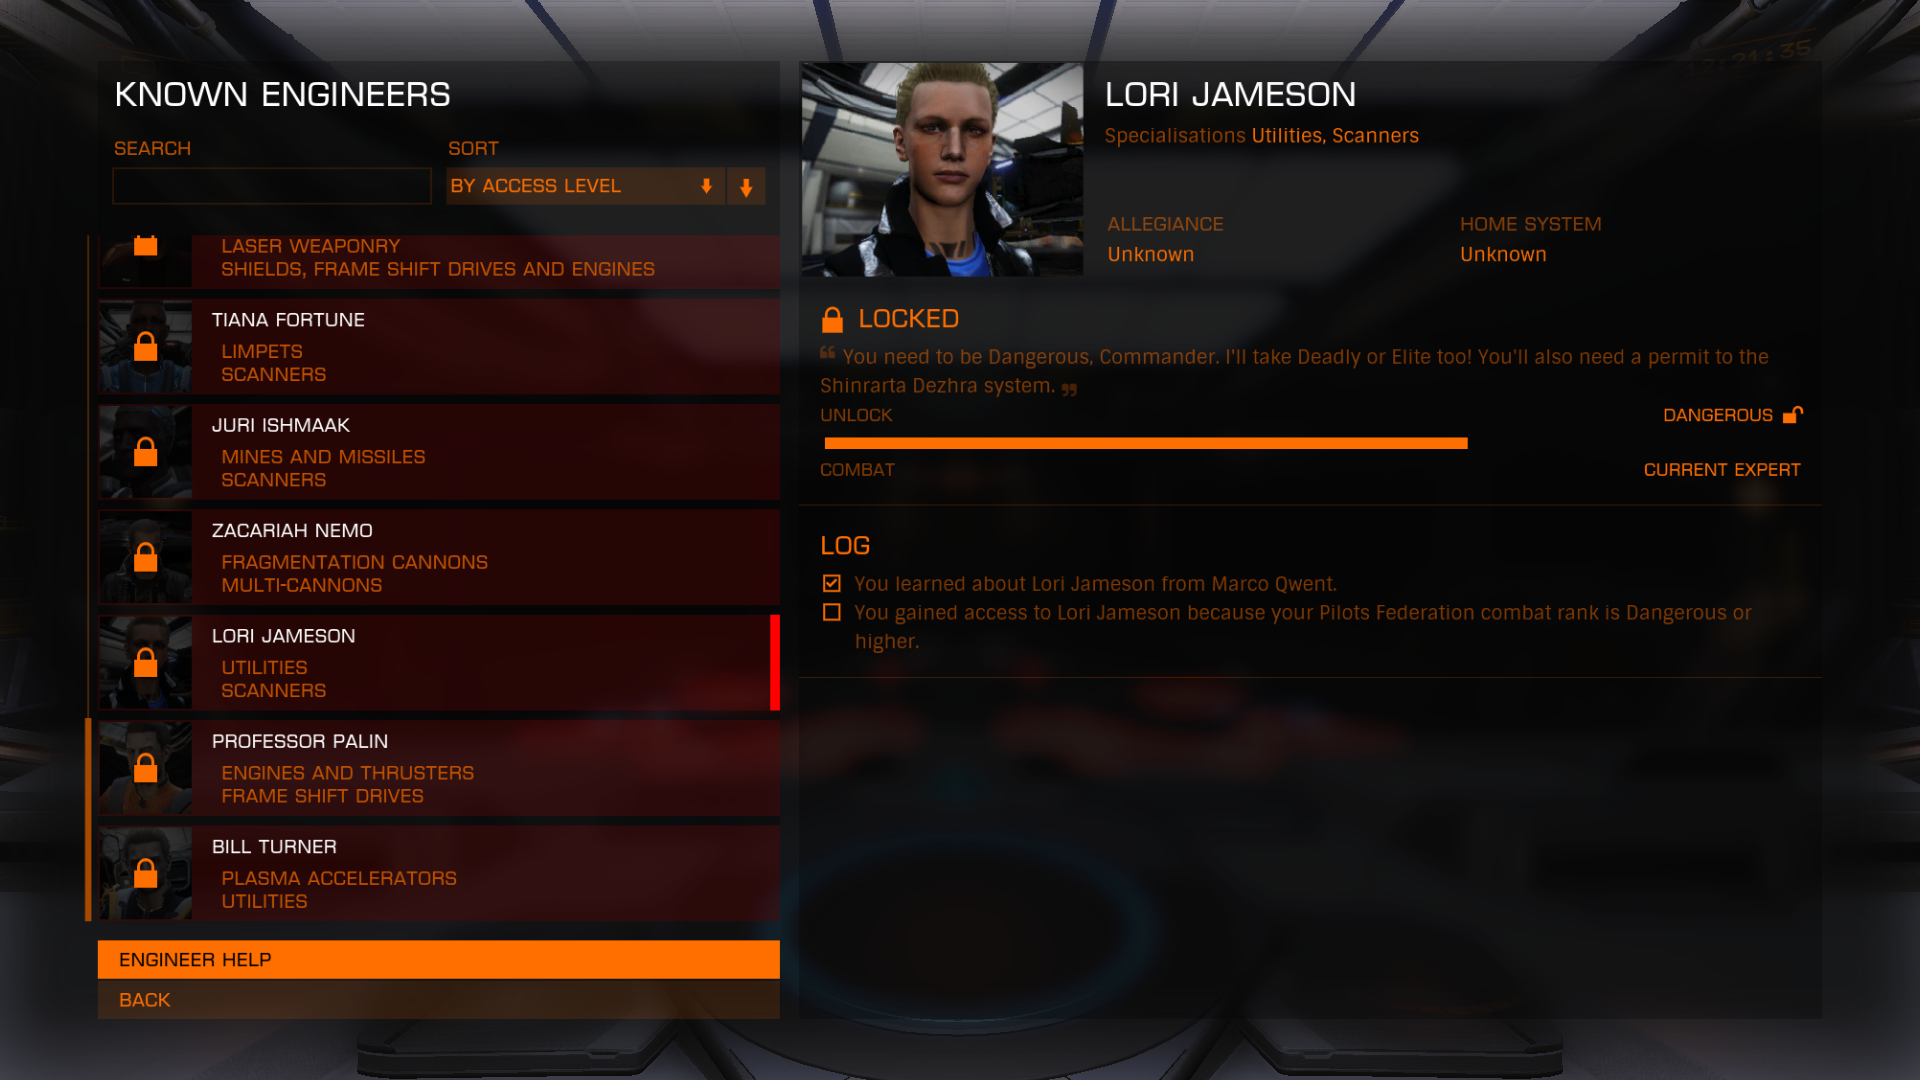 KNOWN ENGINEERS
SEARCH
SORT
BY ACCESS LEVEL
LASER WEAPONRY
SHIELDS, FRAME SHIFT DRIVES AND ENGINES
TIANA FORTUNE
LIMPETS
SCANNERS
JURI ISHMAAK
MINES AND MISSILES
SCANNERS
ZACARIAH NEMO
FRAGMENTATION CANNONS
MULTI-CANNONS
LORI JAMESON
UTILITIES
SCANNERS
PROFESSOR PALIN
ENGINES AND THRUSTERS
FRAME SHIFT DRIVES
BILL TURNER
PLASMA ACCELERATORS
UTILITIES
ENGINEER HELP
BACK
LORI JAMESON
Specialisations Utilities, Scanners
ALLEGIANCE
Unknown
HOME SYSTEM
Unknown
LOCKED
“ You need to be Dangerous, Commander. I'll take Deadly or Elite too! You'll also need a permit to the
Shinrarta Dezhra system. ”
UNLOCK
DANGEROUS
COMBAT
CURRENT EXPERT
LOG
You learned about Lori Jameson from Marco Qwent.
You gained access to Lori Jameson because your Pilots Federation combat rank is Dangerous or
higher.